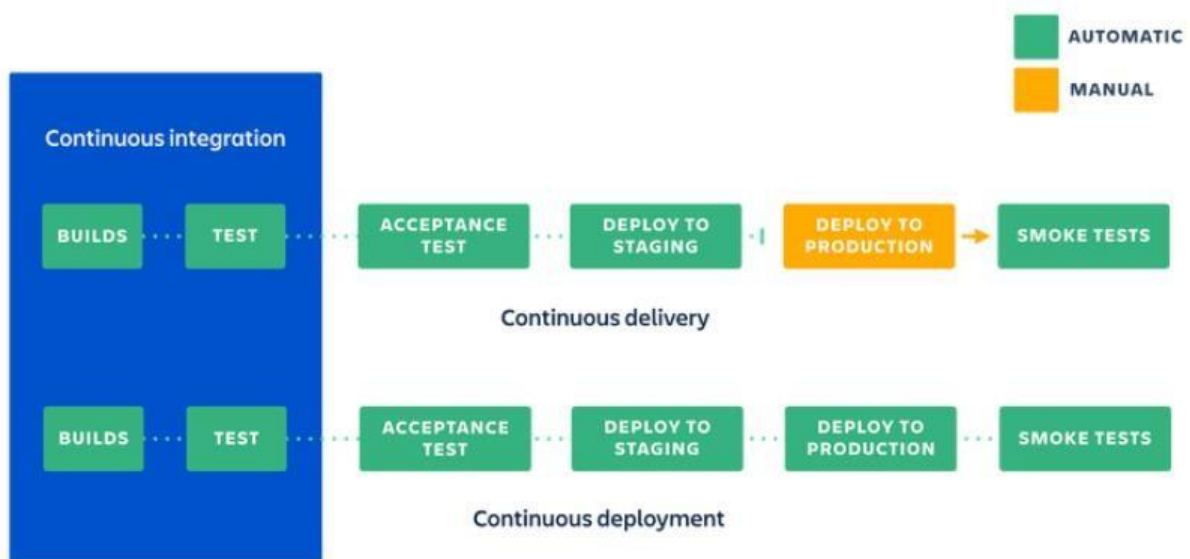 AUTOMATIC
MANUAL
Continuous integration
BUILDS
TEST
ACCEPTANCE
TEST
DEPLOY TO
STAGING
DEPLOY TO
PRODUCTION
SMOKE TESTS
Continuous delivery
BUILDS
TEST
ACCEPTANCE
TEST
DEPLOY TO
STAGING
DEPLOY TO
PRODUCTION
SMOKE TESTS
Continuous deployment